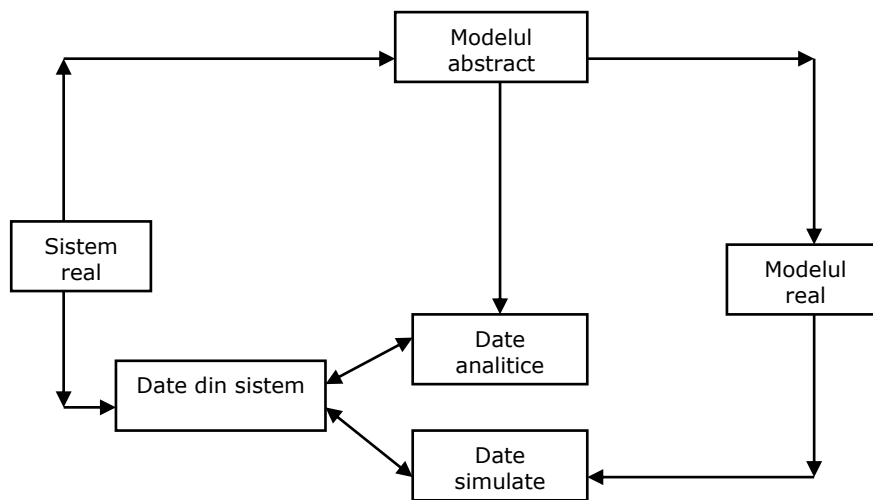 Modelul
abstract
Sistem
real
Modelul
real
Date
analitice
Date din sistem
Date
simulate